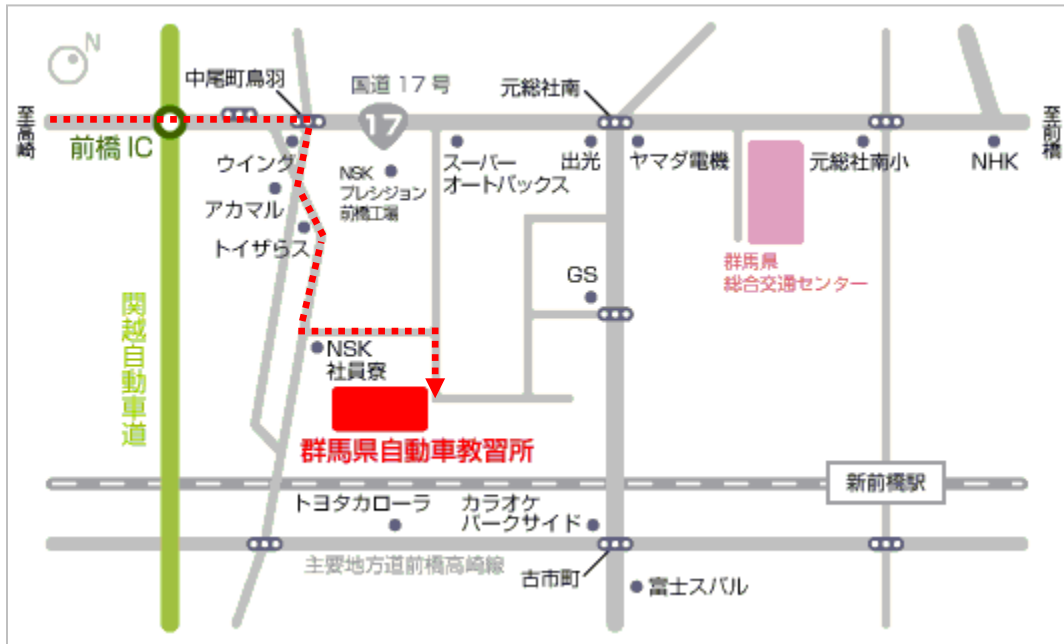 N
中尾町鳥羽
国道 17 号
元総社南
至高崎
17
至前橋
前橋 IC
ウイング
NSK
プレシジョン
前橋工場
スーパー
オートバックス
出光
ヤマダ電機
元総社南小
NHK
アカマル
トイザらス
GS
群馬県
総合交通センター
関越自動車道
NSK
社員寮
群馬県自動車教習所
新前橋駅
トヨタカローラ
カラオケ
パークサイド
主要地方道前橋高崎線
古市町
富士スバル